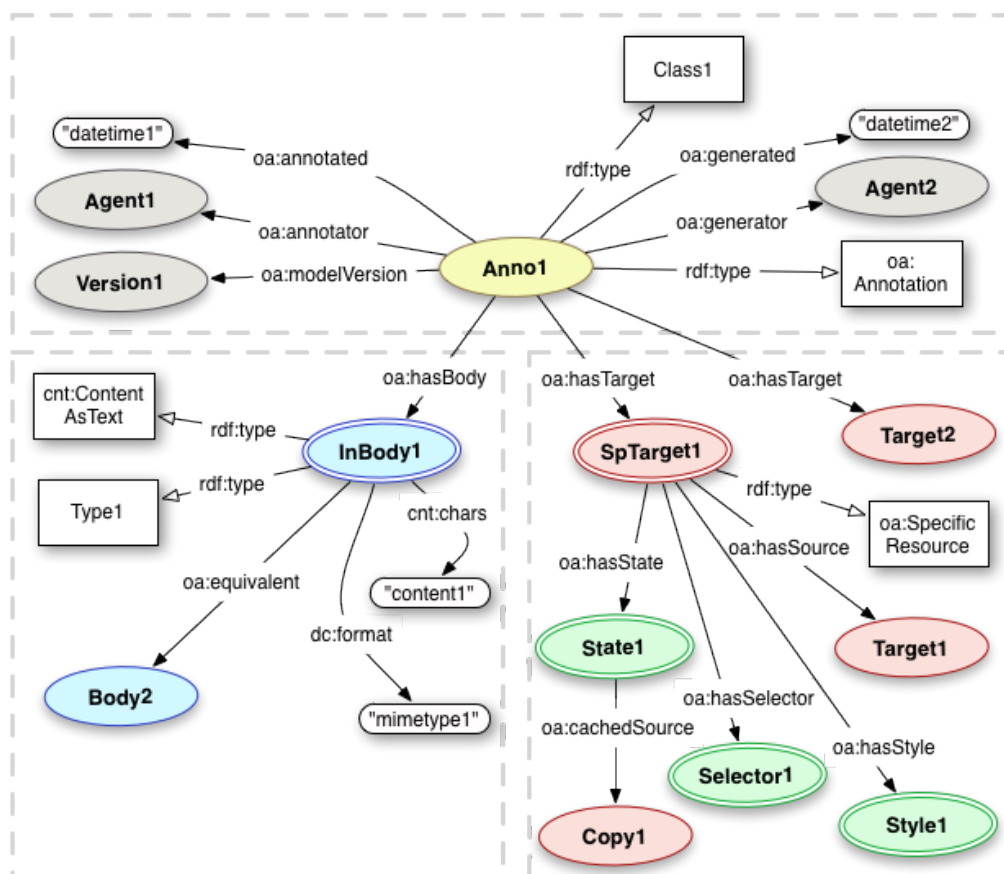 Class1
"datetime1"
"datetime2"
oa:annotated
oa:generated
rdf:type
Agent1
Agent2
oa:annotator
oa:generator
Version1
oa:modelVersion
Anno1
rdf:type
oa:
Annotation
oa:hasBody
oa:hasTarget
oa:hasTarget
cnt:Content
AsText
rdf:type
InBody1
SpTarget1
Target2
rdf:type
Type1
cnt:chars
rdf:type
oa:Specific
Resource
oa:equivalent
"content1"
oa:hasState
oa:hasSource
dc:format
State1
Target1
Body2
"mimetype1"
oa:hasSelector
oa:cachedSource
oa:hasStyle
Selector1
Copy1
Style1